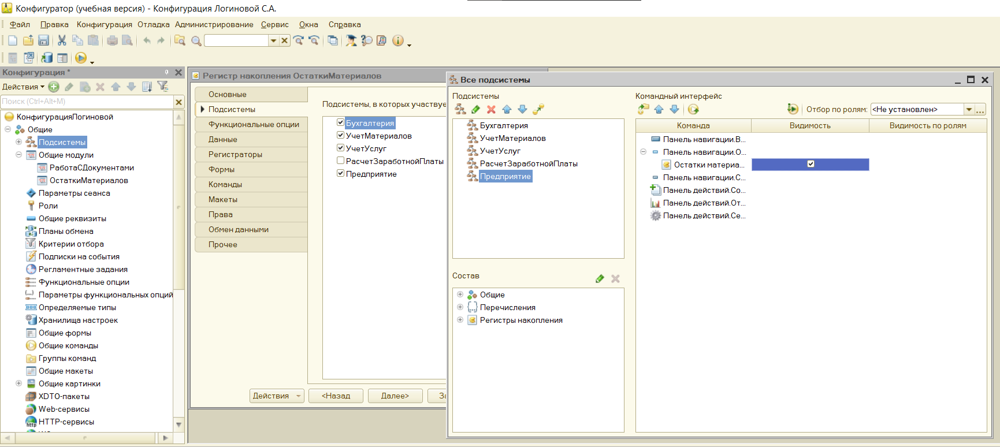 Конфигуратор (учебная версия) - Конфигурация Логиновой С.А.
Файл Правка Конфигурация Отладка Администрирование Сервис Окна Справка
Конфигурация *
Действия
Поиск (Ctrl+Alt+M)
КонфигурацияЛогиновой
Общие
Подсистемы
Общие модули
РаботаСДокументами
ОстаткиМатериалов
Параметры сеанса
Роли
Общие реквизиты
Планы обмена
Критерии отбора
Подписки на события
Регламентные задания
Функциональные опции
Параметры функциональных опций
Определяемые типы
Хранилища настроек
Общие формы
Общие команды
Группы команд
Общие макеты
Общие картинки
XDTO-пакеты
Web-сервисы
HTTP-сервисы
Регистр накопления ОстаткиМатериалов
Основные
Подсистемы
Функциональные опции
Данные
Регистраторы
Формы
Команды
Макеты
Права
Обмен данными
Прочее
Подсистемы, в которых участвуе
Бухгалтерия
УчетМатериалов
УчетУслуг
РасчетЗаработнойПлаты
Предприятие
Действия <Назад Далее> За
Все подсистемы
Подсистемы
Бухгалтерия
УчетМатериалов
УчетУслуг
РасчетЗаработнойПлаты
Предприятие
Состав
Общие
Перечисления
Регистры накопления
Командный интерфейс
Отбор по ролям: <Не установлен> ...
Команда Видимость Видимость по ролям
Панель навигации.В...
Панель навигации.О...
Остатки материа...
Панель навигации.С...
Панель действий.Со...
Панель действий.От...
Панель действий.Се...